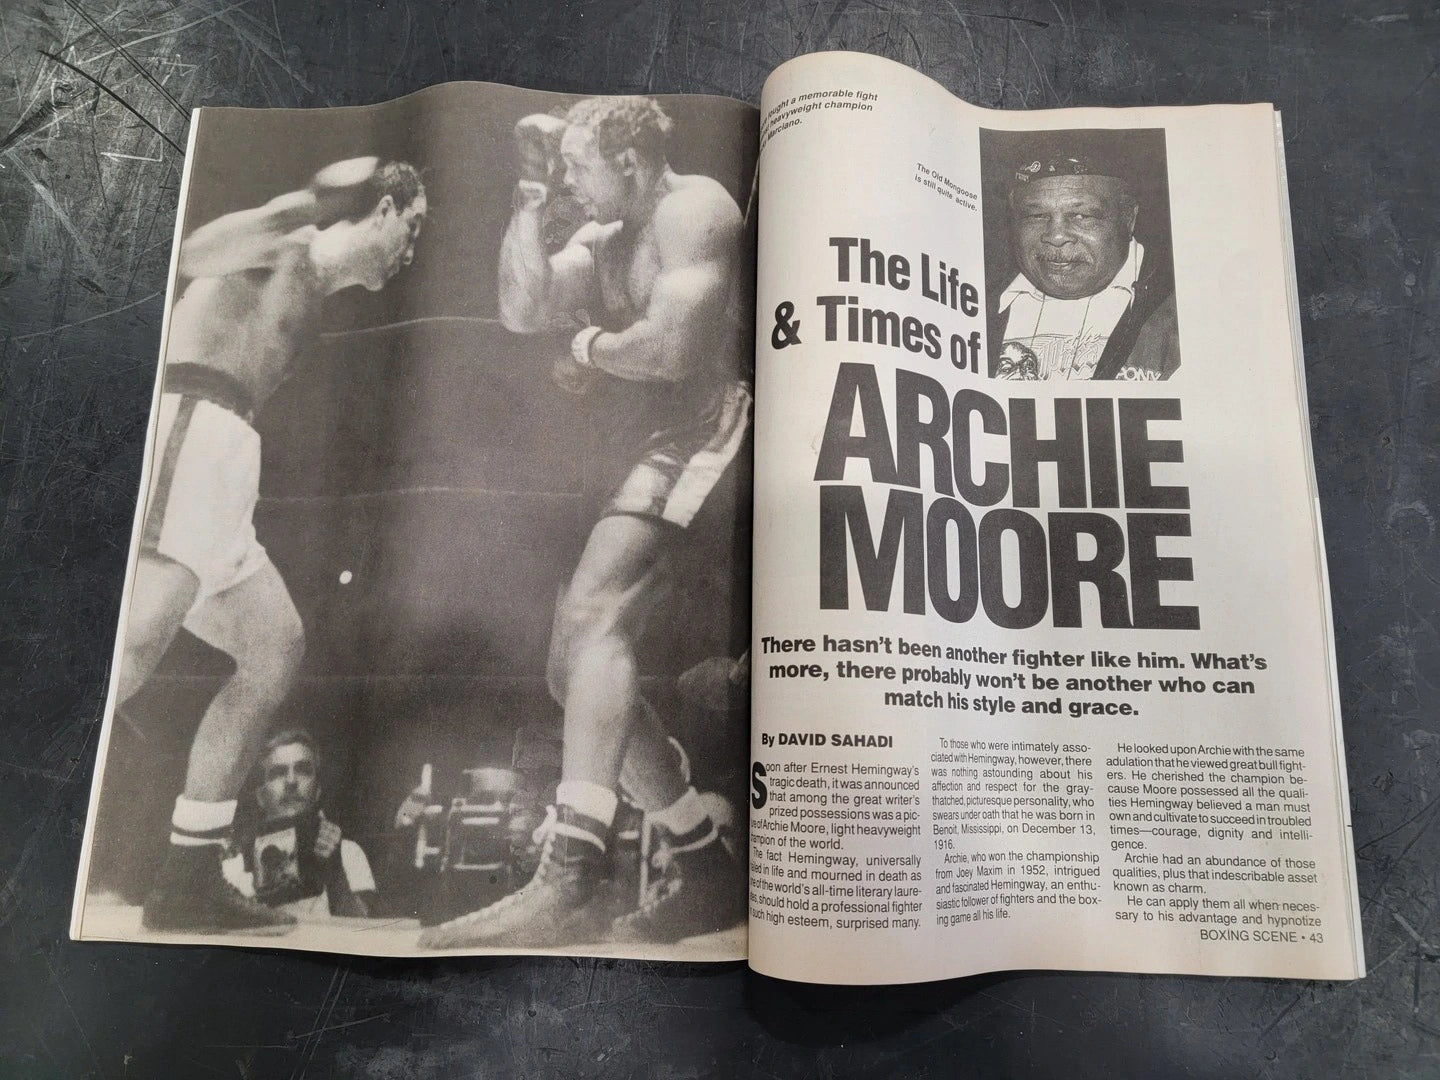 ought a memorable fight
heavyweight champion
Marciano.
The Old Mongoose
is still quite active.
PONY
The Life
& Times of
ARCHIE
MOORE
There hasn't been another fighter like him. What's
more, there probably won't be another who can
match his style and grace.
By DAVID SAHADI
Soon after Ernest Hemingway's
tragic death, it was announced
that among the great writer's
prized possessions was a pic-
of Archie Moore, light heavyweight
of the world.
The fact Hemingway, universally
in life and mourned in death as
of the world's all-time literary laure-
should hold a professional fighter
such high esteem, surprised many.
To those who were intimately asso-
ciated with Hemingway, however, there
was nothing astounding about his
affection and respect for the gray-
thatched, picturesque personality, who
swears under oath that he was born in
Benoit, Mississippi, on December 13,
1916.
Archie, who won the championship
from Joey Maxim in 1952, intrigued
and fascinated Hemingway, an enthu-
siastic follower of fighters and the box-
ing game all his life.
He looked upon Archie with the same
adulation that he viewed great bull fight-
ers. He cherished the champion be-
cause Moore possessed all the quali-
ties Hemingway believed a man must
own and cultivate to succeed in troubled
times—courage, dignity and intelli-
gence.
Archie had an abundance of those
qualities, plus that indescribable asset
known as charm.
He can apply them all when neces-
sary to his advantage and hypnotize
BOXING SCENE • 43